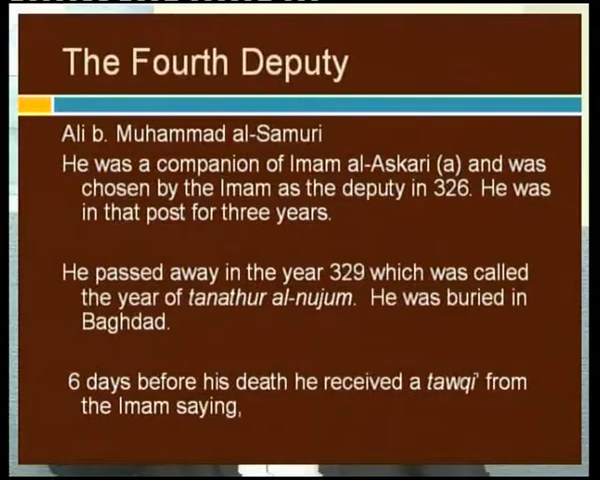 The Fourth Deputy
Ali b. Muhammad al-Samuri
He was a companion of Imam al-Askari (a) and was
chosen by the Imam as the deputy in 326. He was
in that post for three years.
He passed away in the year 329 which was called
the year of tanathur al-nujum. He was buried in
Baghdad.
6 days before his death he received a tawqi' from
the Imam saying,